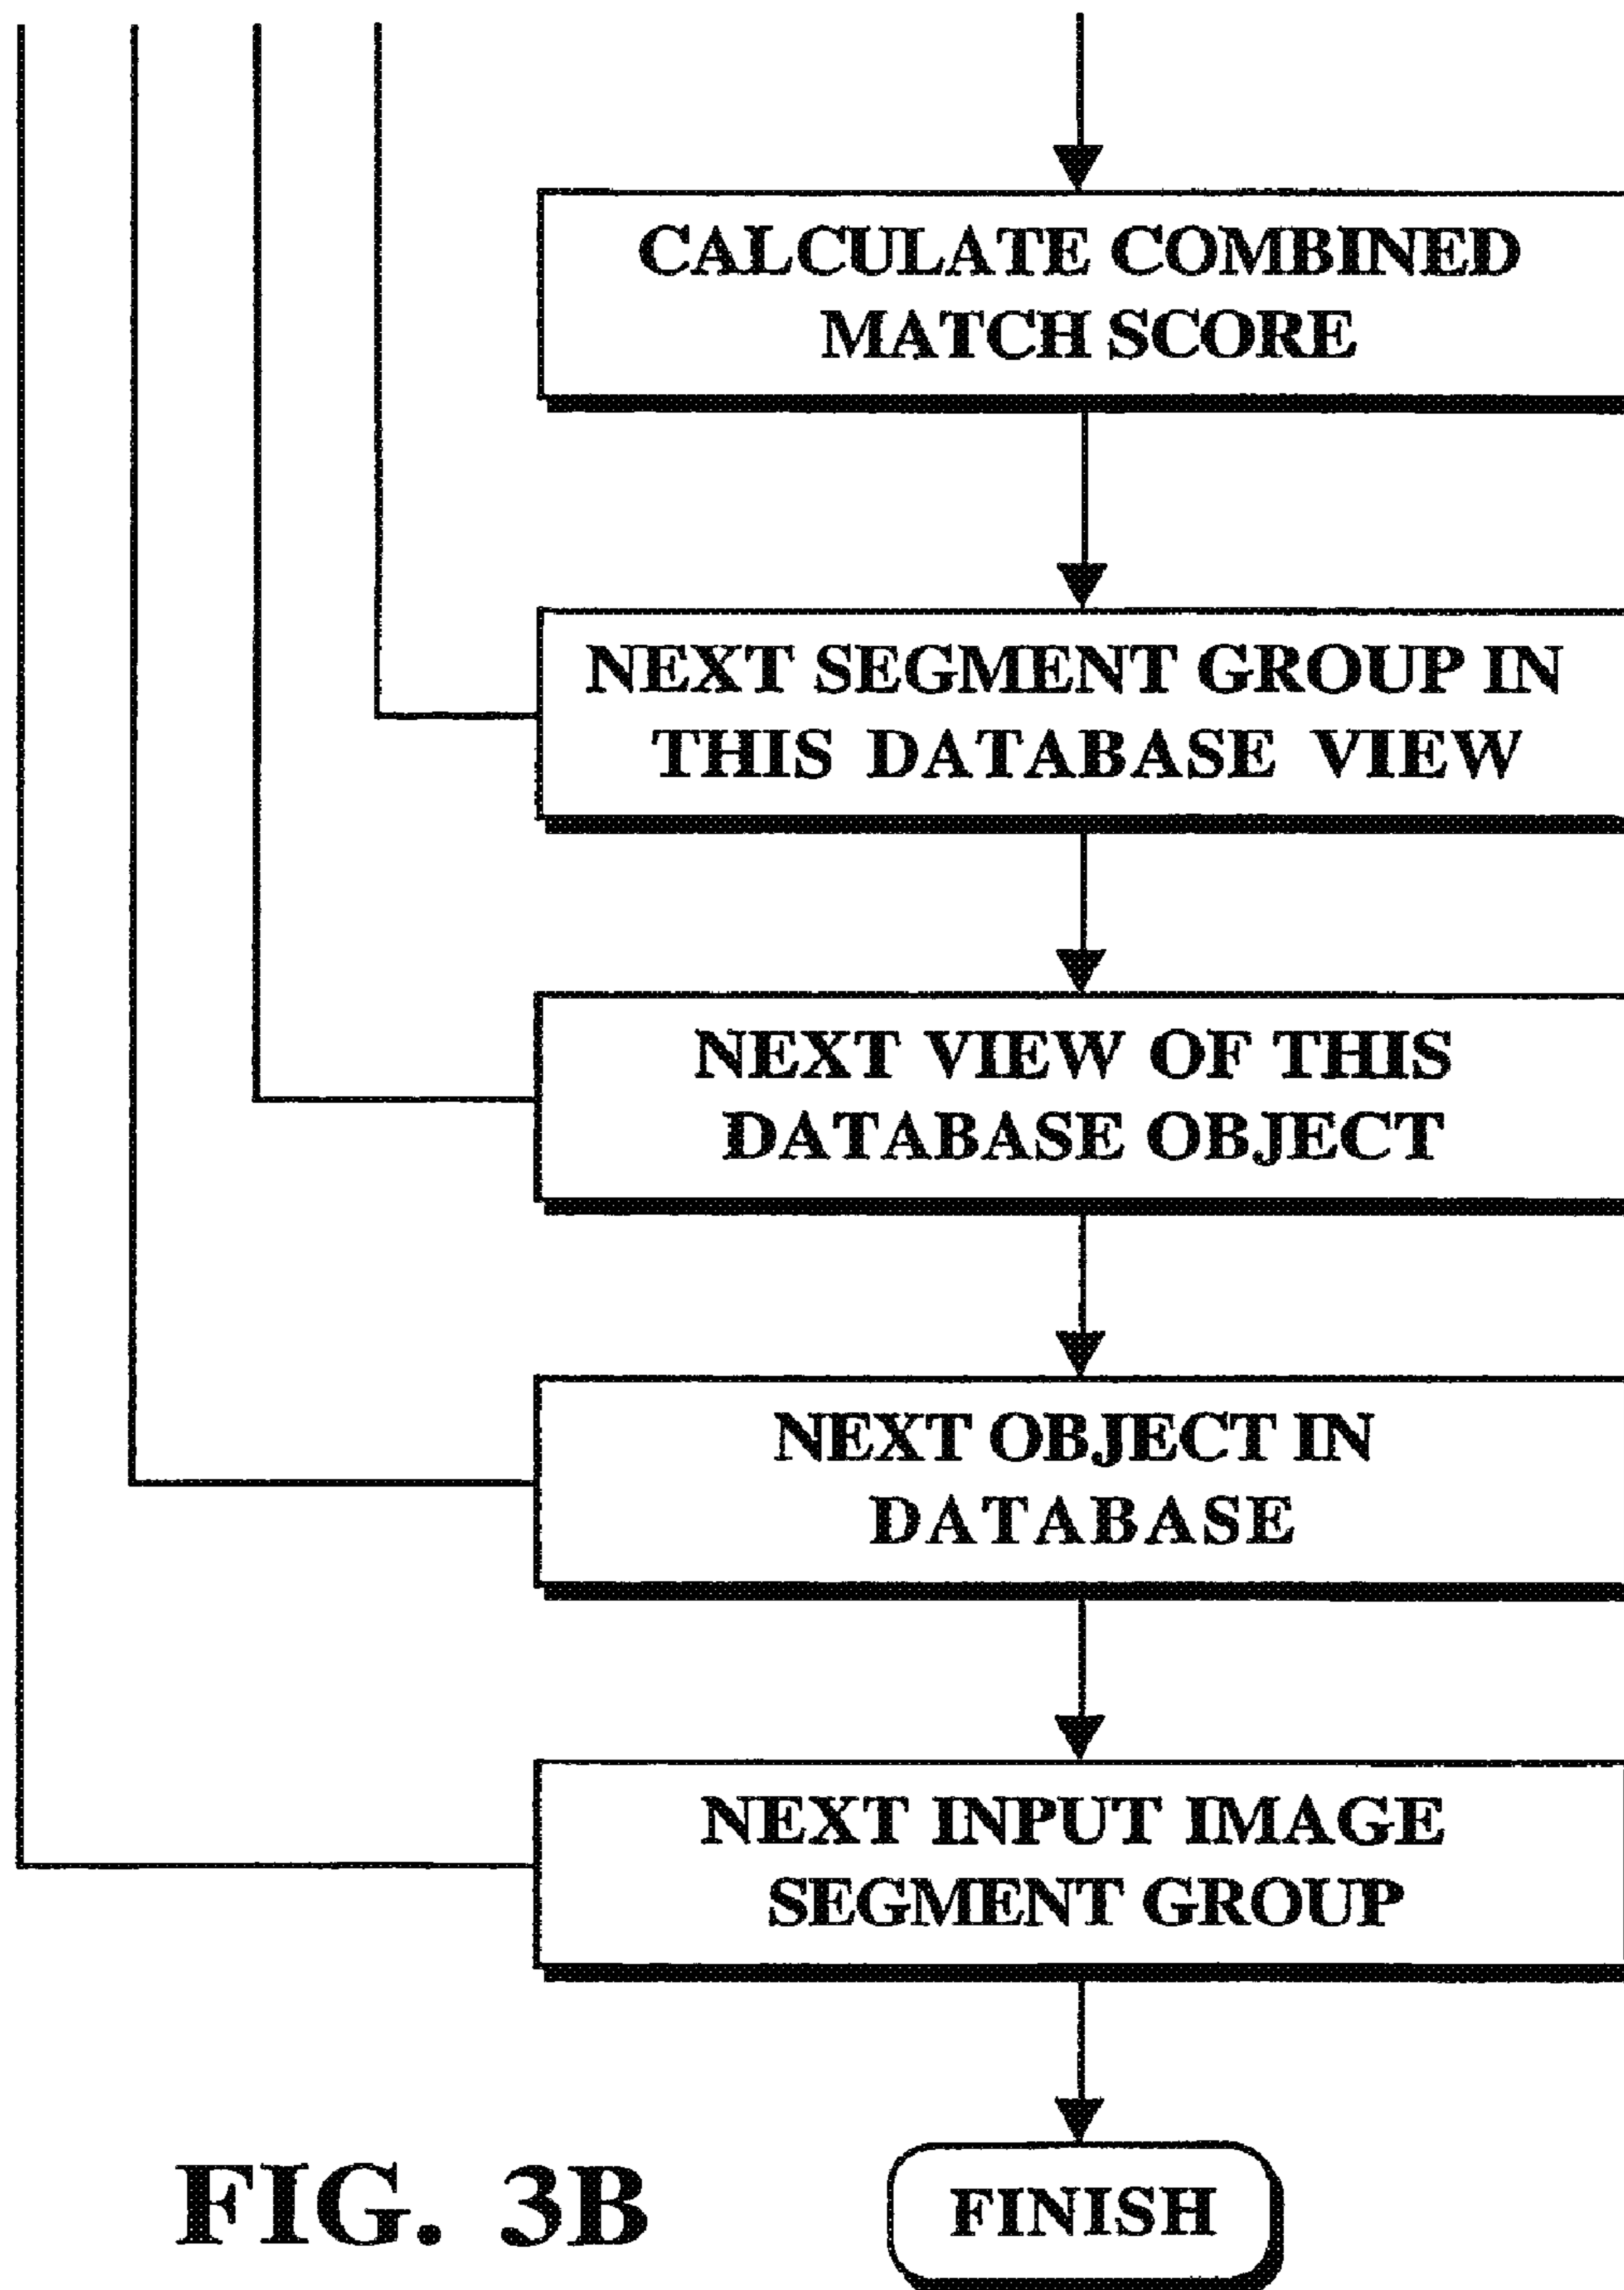 CALCULATE COMBINED
MATCH SCORE
NEXT SEGMENT GROUP IN
THIS DATABASE VIEW
NEXT VIEW OF THIS
DATABASE OBJECT
NEXT OBJECT IN
DATABASE
NEXT INPUT IMAGE
SEGMENT GROUP
FINISH
FIG. 3B